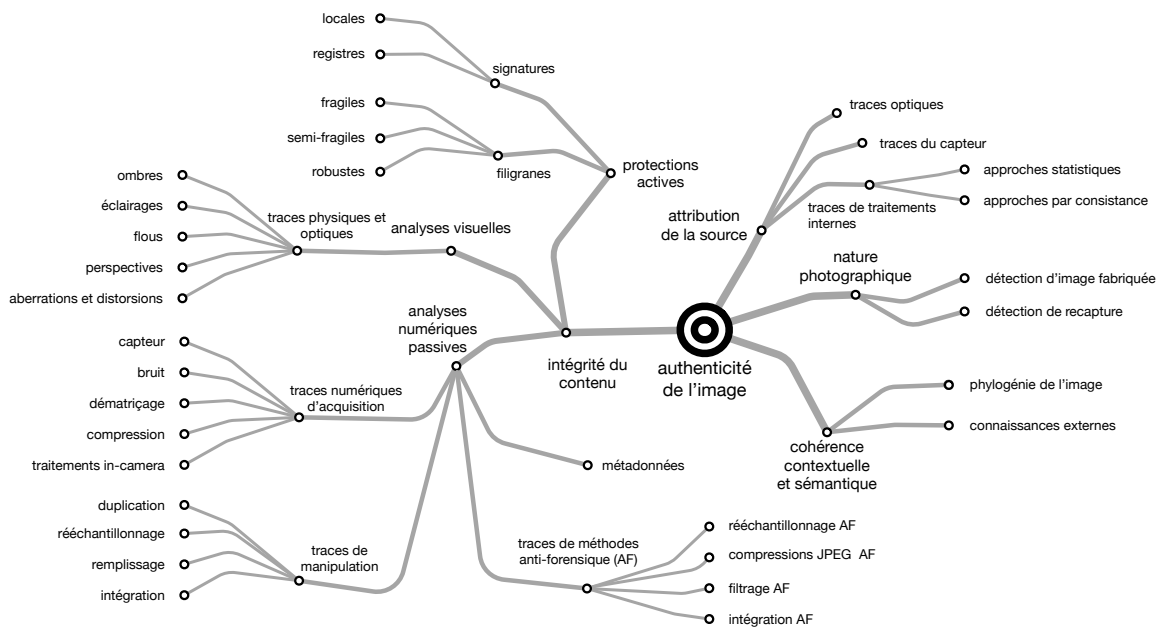 locales
registres
signatures
fragiles
semi-fragiles
robustes
filigranes
protections
actives
ombres
éclairages
flous
perspectives
aberrations et distorsions
traces physiques et
optiques
analyses visuelles
capteur
bruit
dématriçage
compression
traitements in-camera
traces numériques
d'acquisition
analyses
numériques
passives
duplication
rééchantillonnage
remplissage
intégration
traces de
manipulation
métadonnées
traces de méthodes
anti-forensique (AF)
rééchantillonnage AF
compressions JPEG  AF
filtrage AF
intégration AF
intégrité du
contenu
authenticité
de l'image
attribution
de la source
traces optiques
traces du capteur
traces de traitements
internes
approches statistiques
approches par consistance
nature
photographique
détection d'image fabriquée
détection de recapture
cohérence
contextuelle
et sémantique
phylogénie de l'image
connaissances externes